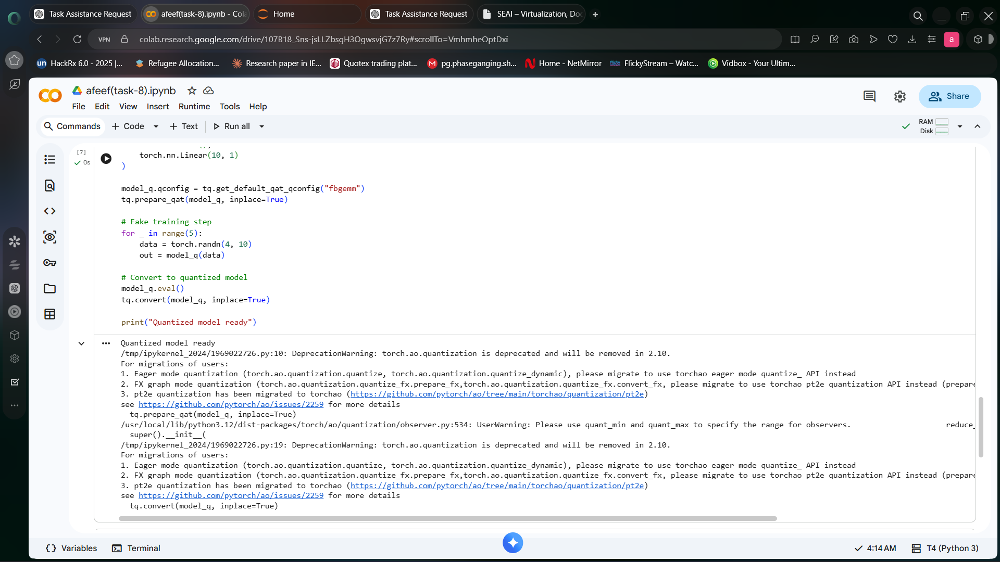 Task Assistance Request
afeef(task-8).ipynb - Cola
Home
Task Assistance Request
SEAI – Virtualization, Doc
VPN
colab.research.google.com/drive/107B18_Sns-jsLLZbsgH3OgwsvjG7z7Ry#scrollTo=VmhmheOptDxi
a
un HackRx 6.0 - 2025 |...
Refugee Allocation...
Research paper in IE...
Quotex trading plat...
M pg.phaseganging.sh...
Home - NetMirror
FlickyStream – Watc...
Vidbox - Your Ultim...
afeef(task-8).ipynb
File Edit View Insert Runtime Tools Help
Share
Commands + Code + Text Run all
RAM
Disk
[7]
0s
torch.nn.Linear(10, 1)
)
model_q.qconfig = tq.get_default_qat_qconfig("fbgemm")
tq.prepare_qat(model_q, inplace=True)
# Fake training step
for _ in range(5):
data = torch.randn(4, 10)
out = model_q(data)
# Convert to quantized model
model_q.eval()
tq.convert(model_q, inplace=True)
print("Quantized model ready")
Quantized model ready
/tmp/ipykernel_2024/1969022726.py:10: DeprecationWarning: torch.ao.quantization is deprecated and will be removed in 2.10.
For migrations of users:
1. Eager mode quantization (torch.ao.quantization.quantize, torch.ao.quantization.quantize_dynamic), please migrate to use torchao eager mode quantize_ API instead
2. FX graph mode quantization (torch.ao.quantization.quantize_fx.prepare_fx,torch.ao.quantization.quantize_fx.convert_fx, please migrate to use torchao pt2e quantization API instead (prepare
3. pt2e quantization has been migrated to torchao (https://github.com/pytorch/ao/tree/main/torchao/quantization/pt2e)
see https://github.com/pytorch/ao/issues/2259 for more details
tq.prepare_qat(model_q, inplace=True)
/usr/local/lib/python3.12/dist-packages/torch/ao/quantization/observer.py:534: UserWarning: Please use quant_min and quant_max to specify the range for observers. reduce_
super().__init__(
/tmp/ipykernel_2024/1969022726.py:19: DeprecationWarning: torch.ao.quantization is deprecated and will be removed in 2.10.
For migrations of users:
1. Eager mode quantization (torch.ao.quantization.quantize, torch.ao.quantization.quantize_dynamic), please migrate to use torchao eager mode quantize_ API instead
2. FX graph mode quantization (torch.ao.quantization.quantize_fx.prepare_fx,torch.ao.quantization.quantize_fx.convert_fx, please migrate to use torchao pt2e quantization API instead (prepare
3. pt2e quantization has been migrated to torchao (https://github.com/pytorch/ao/tree/main/torchao/quantization/pt2e)
see https://github.com/pytorch/ao/issues/2259 for more details
tq.convert(model_q, inplace=True)
Variables Terminal
4:14 AM T4 (Python 3)